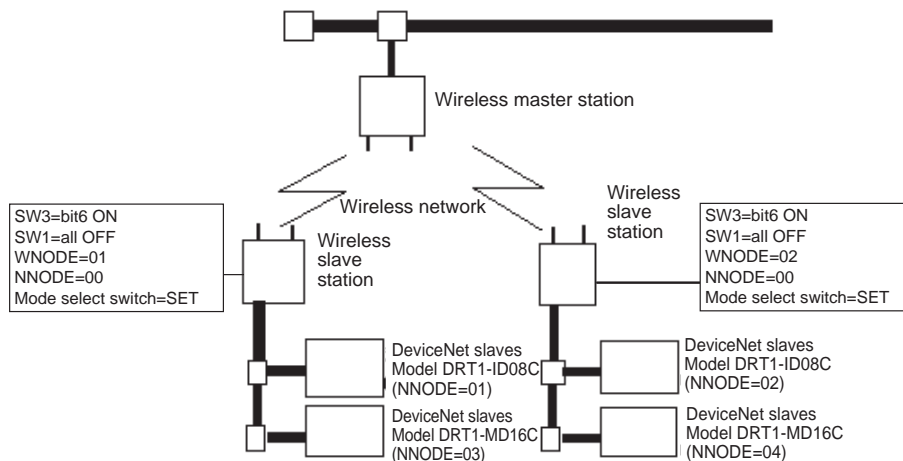 Wireless master station
Wireless network
SW3=bit6 ON
SW1=all OFF
WNODE=01
NNODE=00
Mode select switch=SET
Wireless
slave
station
Wireless
slave
station
SW3=bit6 ON
SW1=all OFF
WNODE=02
NNODE=00
Mode select switch=SET
DeviceNet slaves
Model DRT1-ID08C
(NNODE=01)
DeviceNet slaves
Model DRT1-MD16C
(NNODE=03)
DeviceNet slaves
Model DRT1-ID08C
(NNODE=02)
DeviceNet slaves
Model DRT1-MD16C
(NNODE=04)